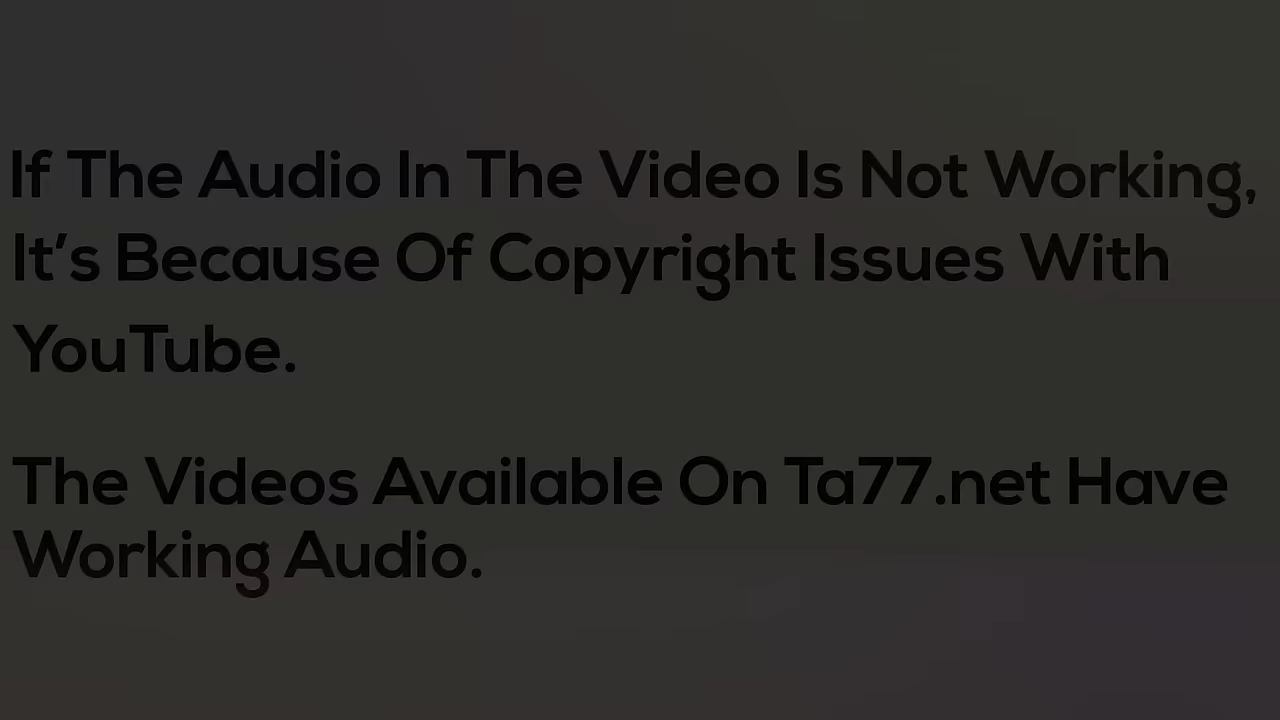 If The Audio In The Video Is Not Working,
It’s Because Of Copyright Issues With
YouTube.
The Videos Available On Ta77.net Have
Working Audio.